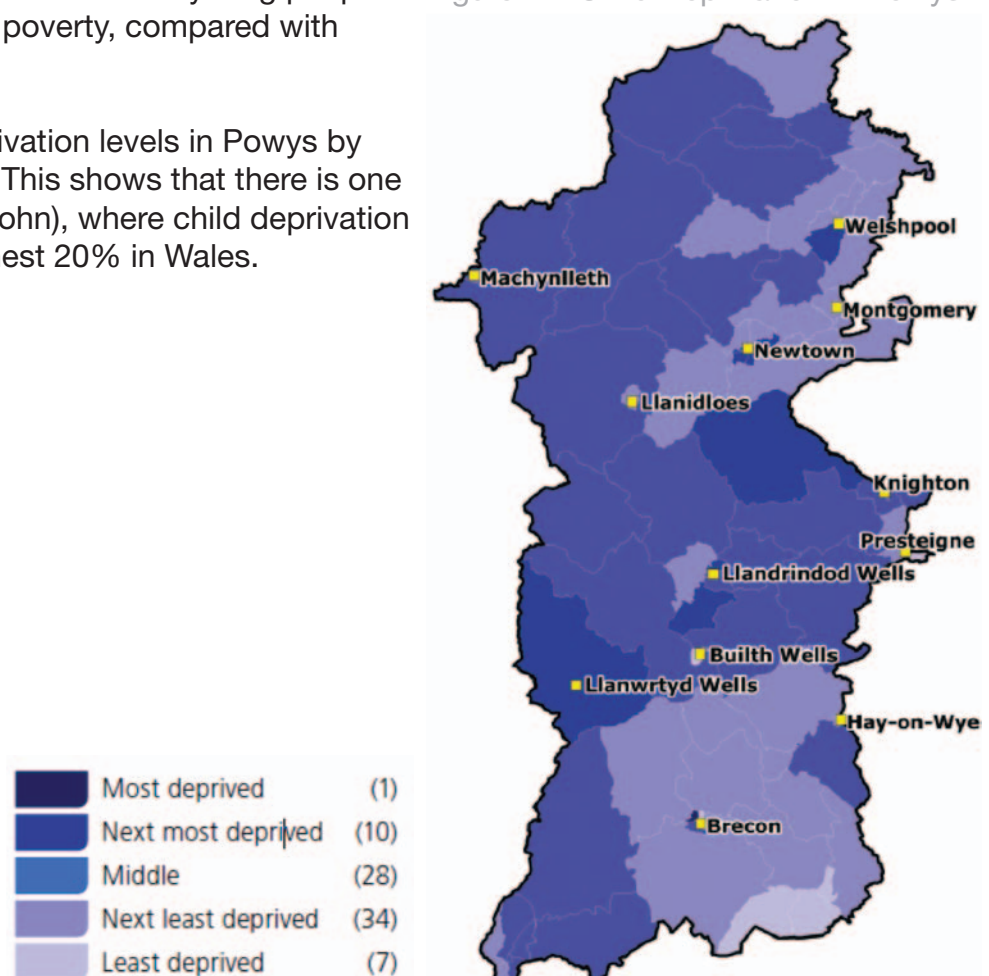 poverty, compared with
ivation levels in Powys by
This shows that there is one
ohn), where child deprivation
nest 20% in Wales.
Welshpool
Machynlleth
Montgomery
Newtown
Llanidloes
Knighton
Presteigne
Llandrindod Wells
Builth Wells
Llanwrtyd Wells
Hay-on-Wye
Brecon
Most deprived (1)
Next most deprived (10)
Middle (28)
Next least deprived (34)
Least deprived (7)